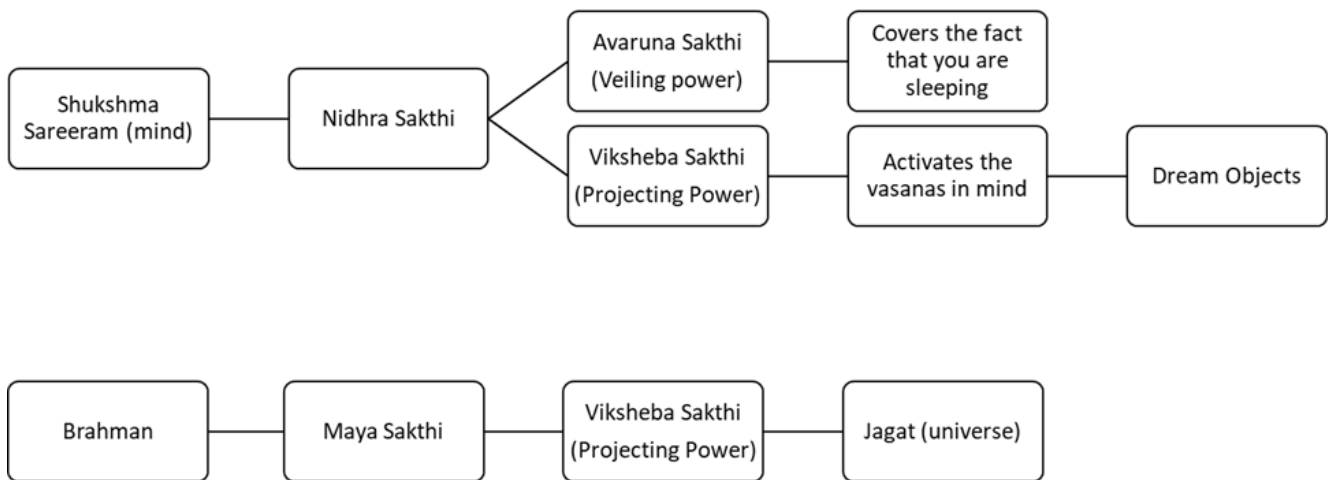 Shukshma
Sareeram (mind)
Nidhra Sakthi
Avaruna Sakthi
(Veiling power)
Covers the fact
that you are
sleeping
Viksheba Sakthi
(Projecting Power)
Activates the
vasanas in mind
Dream Objects
Brahman
Maya Sakthi
Viksheba Sakthi
(Projecting Power)
Jagat (universe)